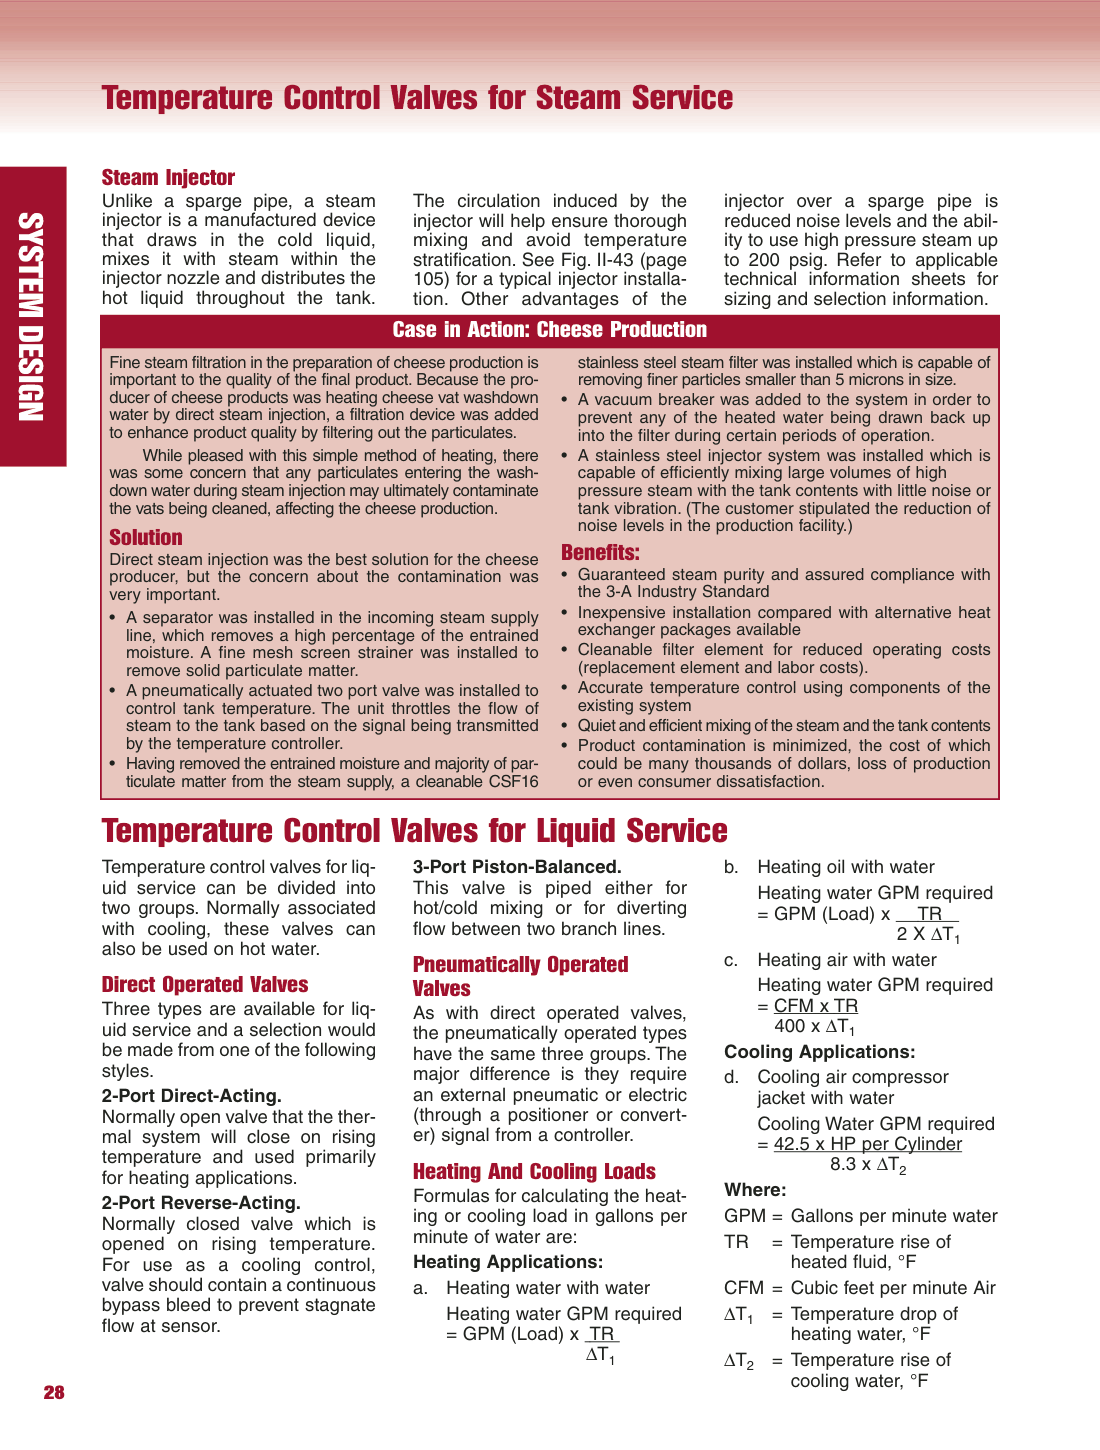 Temperature Control Valves for Steam Service
SYSTEM DESIGN
Steam Injector
Unlike a sparge pipe, a steam
injector is a manufactured device
that draws in the cold liquid,
mixes it with steam within the
injector nozzle and distributes the
hot liquid throughout the tank.
The circulation induced by the
injector will help ensure thorough
mixing and avoid temperature
stratification. See Fig. II-43 (page
105) for a typical injector installa-
tion. Other advantages of the
injector over a sparge pipe is
reduced noise levels and the abil-
ity to use high pressure steam up
to 200 psig. Refer to applicable
technical information sheets for
sizing and selection information.
Case in Action: Cheese Production
Fine steam filtration in the preparation of cheese production is
important to the quality of the final product. Because the pro-
ducer of cheese products was heating cheese vat washdown
water by direct steam injection, a filtration device was added
to enhance product quality by filtering out the particulates.
While pleased with this simple method of heating, there
was some concern that any particulates entering the wash-
down water during steam injection may ultimately contaminate
the vats being cleaned, affecting the cheese production.
Solution
Direct steam injection was the best solution for the cheese
producer, but the concern about the contamination was
very important.
• A separator was installed in the incoming steam supply
line, which removes a high percentage of the entrained
moisture. A fine mesh screen strainer was installed to
remove solid particulate matter.
• A pneumatically actuated two port valve was installed to
control tank temperature. The unit throttles the flow of
steam to the tank based on the signal being transmitted
by the temperature controller.
• Having removed the entrained moisture and majority of par-
ticulate matter from the steam supply, a cleanable CSF16
stainless steel steam filter was installed which is capable of
removing finer particles smaller than 5 microns in size.
• A vacuum breaker was added to the system in order to
prevent any of the heated water being drawn back up
into the filter during certain periods of operation.
• A stainless steel injector system was installed which is
capable of efficiently mixing large volumes of high
pressure steam with the tank contents with little noise or
tank vibration. (The customer stipulated the reduction of
noise levels in the production facility.)
Benefits:
• Guaranteed steam purity and assured compliance with
the 3-A Industry Standard
• Inexpensive installation compared with alternative heat
exchanger packages available
• Cleanable filter element for reduced operating costs
(replacement element and labor costs).
• Accurate temperature control using components of the
existing system
• Quiet and efficient mixing of the steam and the tank contents
• Product contamination is minimized, the cost of which
could be many thousands of dollars, loss of production
or even consumer dissatisfaction.
Temperature Control Valves for Liquid Service
Temperature control valves for liq-
uid service can be divided into
two groups. Normally associated
with cooling, these valves can
also be used on hot water.
Direct Operated Valves
Three types are available for liq-
uid service and a selection would
be made from one of the following
styles.
2-Port Direct-Acting.
Normally open valve that the ther-
mal system will close on rising
temperature and used primarily
for heating applications.
2-Port Reverse-Acting.
Normally closed valve which is
opened on rising temperature.
For use as a cooling control,
valve should contain a continuous
bypass bleed to prevent stagnate
flow at sensor.
3-Port Piston-Balanced.
This valve is piped either for
hot/cold mixing or for diverting
flow between two branch lines.
Pneumatically Operated
Valves
As with direct operated valves,
the pneumatically operated types
have the same three groups. The
major difference is they require
an external pneumatic or electric
(through a positioner or convert-
er) signal from a controller.
Heating And Cooling Loads
Formulas for calculating the heat-
ing or cooling load in gallons per
minute of water are:
Heating Applications:
a. Heating water with water
Heating water GPM required
= GPM (Load) x TR
∆T1
b. Heating oil with water
Heating water GPM required
= GPM (Load) x TR
2 X ∆T1
c. Heating air with water
Heating water GPM required
= CFM x TR
400 x ∆T1
Cooling Applications:
d. Cooling air compressor
jacket with water
Cooling Water GPM required
= 42.5 x HP per Cylinder
8.3 x ∆T2
Where:
GPM = Gallons per minute water
TR = Temperature rise of
heated fluid, °F
CFM = Cubic feet per minute Air
∆T1 = Temperature drop of
heating water, °F
∆T2 = Temperature rise of
cooling water, °F
28